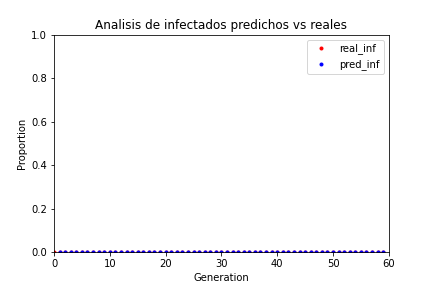 Analisis de infectados predichos vs reales
real_inf
pred_inf
Proportion
1.0
0.8
0.6
0.4
0.2
0.0
0 10 20 30 40 50 60
Generation